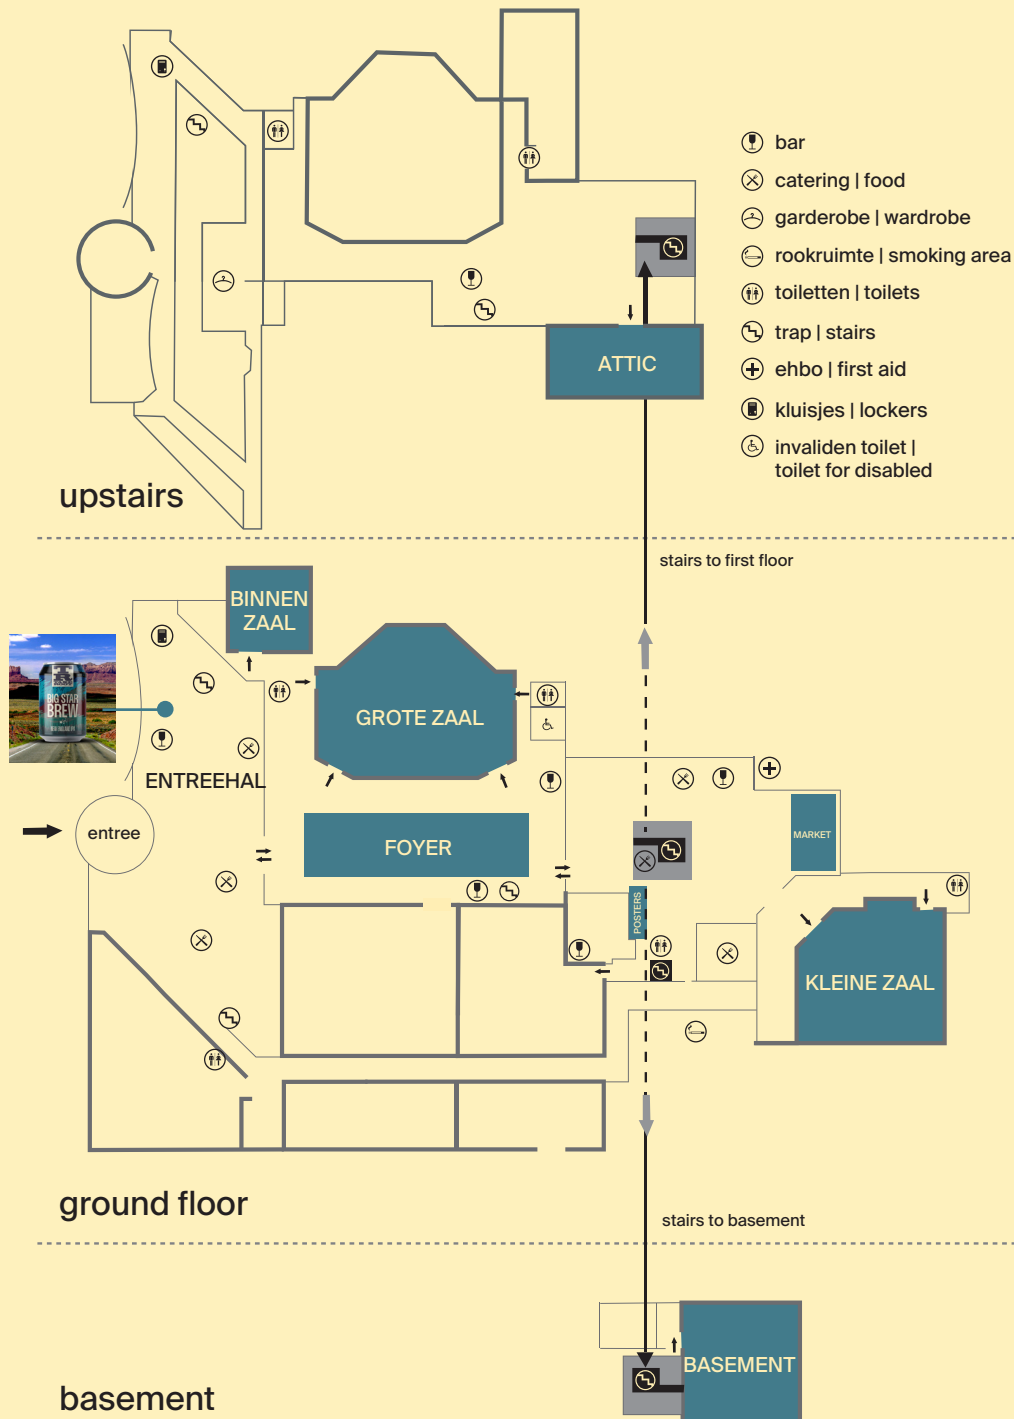 bar
catering | food
garderobe | wardrobe
rookruimte | smoking area
toiletten | toilets
trap | stairs
ehbo | first aid
kluisjes | lockers
invaliden toilet |
toilet for disabled
ATTIC
upstairs
stairs to first floor
BINNEN
ZAAL
BIG STAR
BREW
GROTE ZAAL
ENTREEHAL
entree
FOYER
MARKET
POSTERS
KLEINE ZAAL
ground floor
stairs to basement
BASEMENT
basement